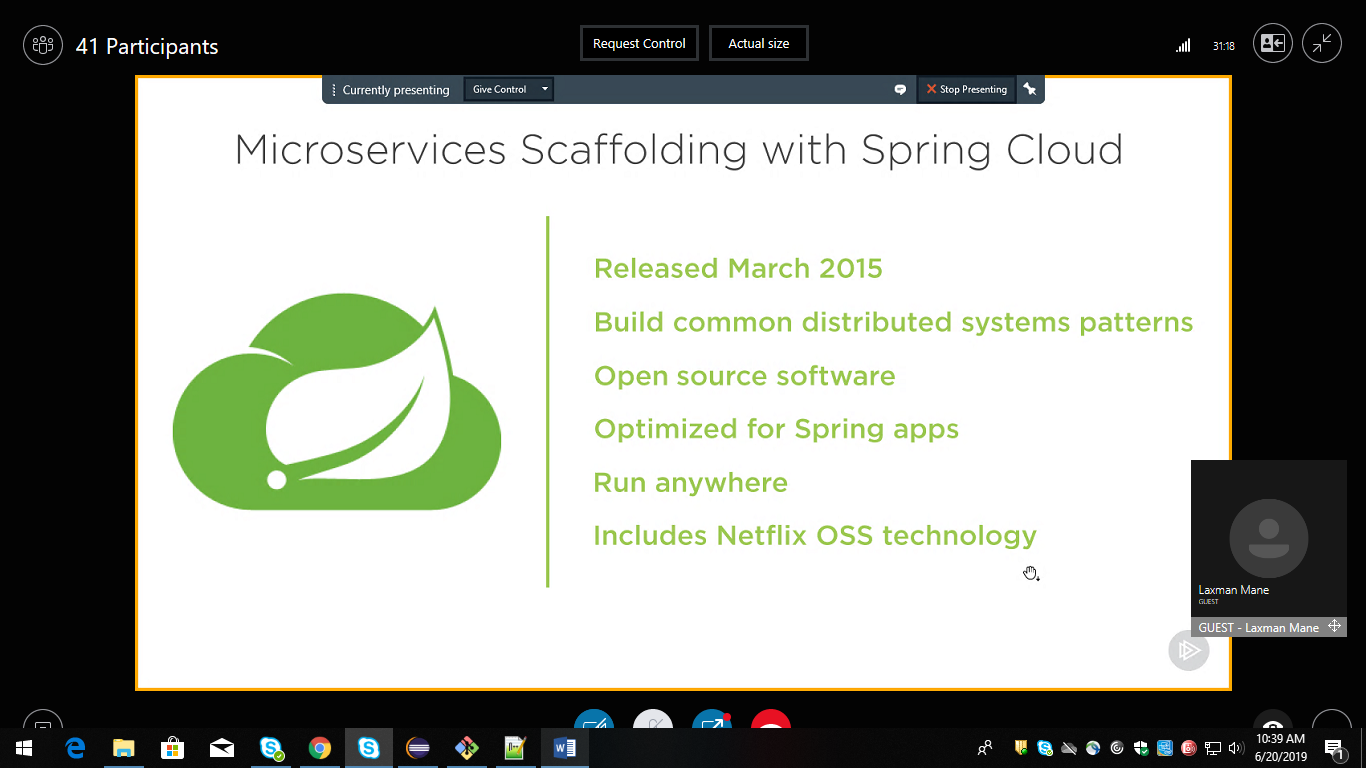 41 Participants
Request Control
Actual size
31:18
Currently presenting
Give Control
Stop Presenting
Microservices Scaffolding with Spring Cloud
Released March 2015
Build common distributed systems patterns
Open source software
Optimized for Spring apps
Run anywhere
Includes Netflix OSS technology
Laxman Mane
GUEST
GUEST - Laxman Mane
10:39 AM
6/20/2019
1